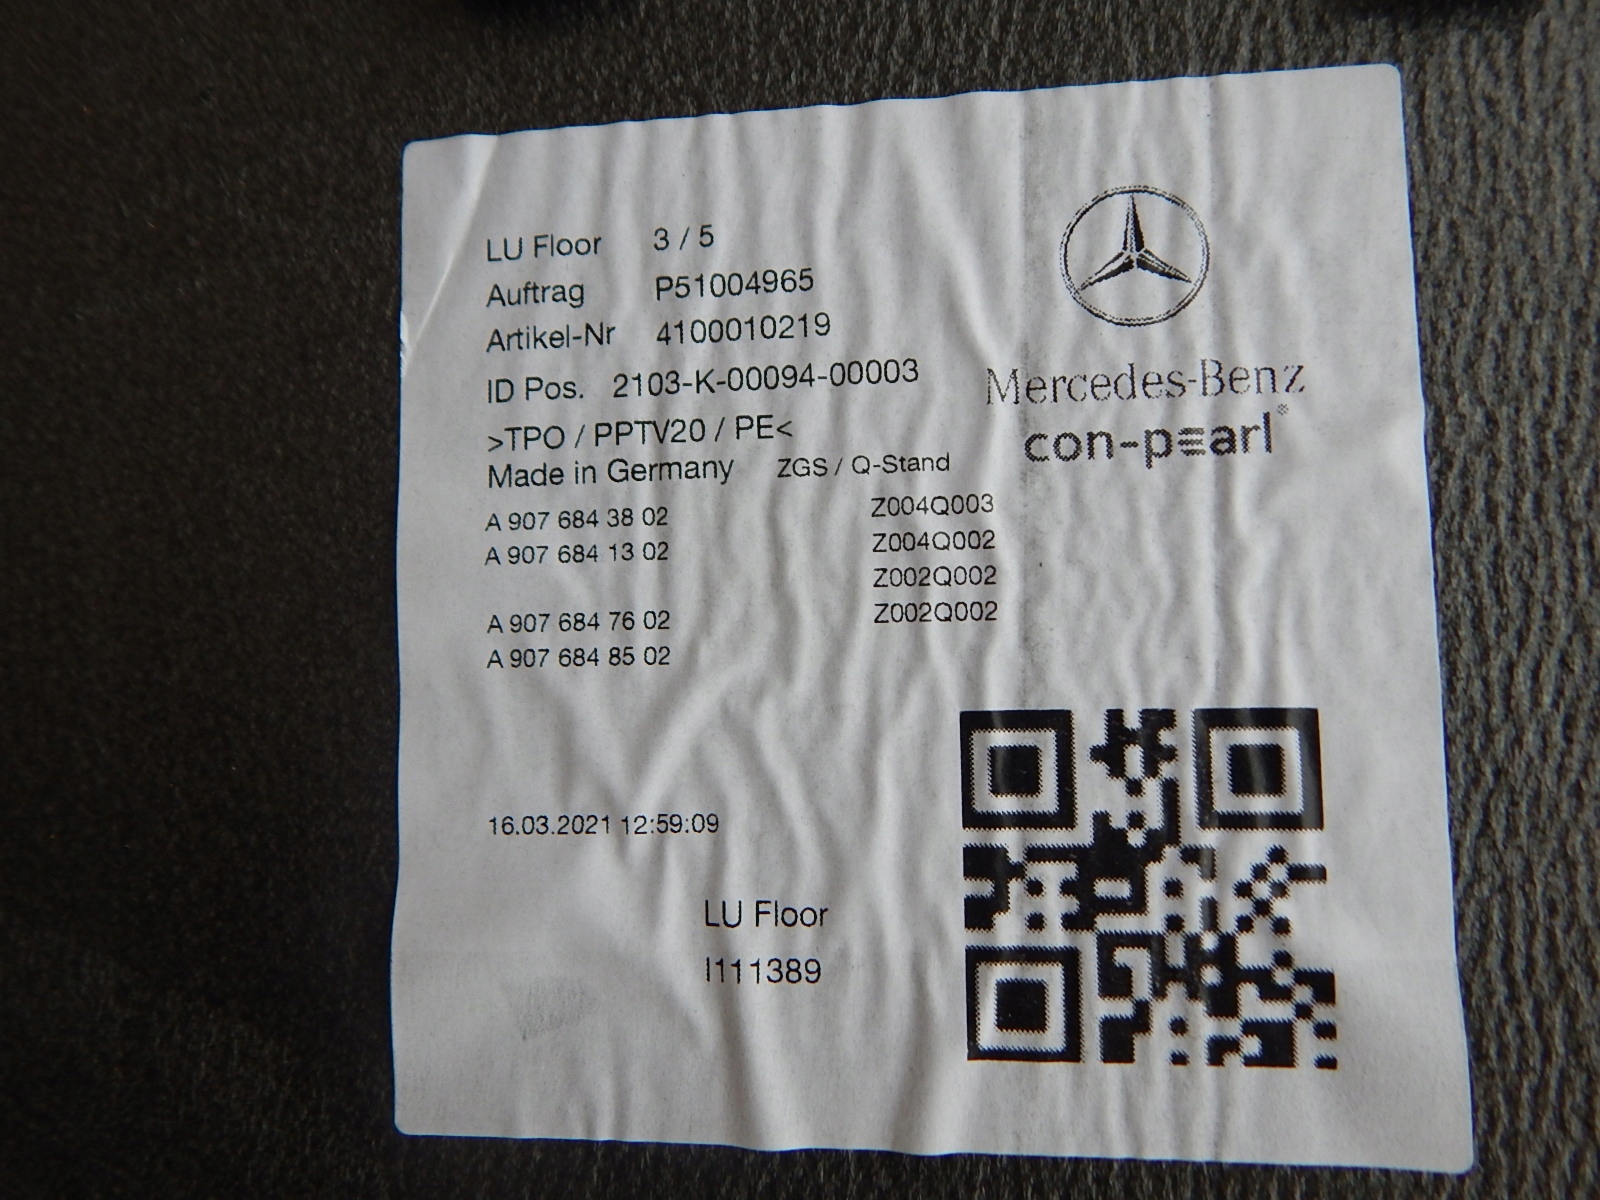 LU Floor 3 / 5
Auftrag P51004965
Artikel-Nr 4100010219
ID Pos. 2103-K-00094-00003
>TPO / PPTV20 / PE<
Made in Germany ZGS / Q-Stand
A 907 684 38 02 Z004Q003
A 907 684 13 02 Z004Q002
Z002Q002
A 907 684 76 02 Z002Q002
A 907 684 85 02
Mercedes-Benz
con-pearl®
16.03.2021 12:59:09
LU Floor
I111389